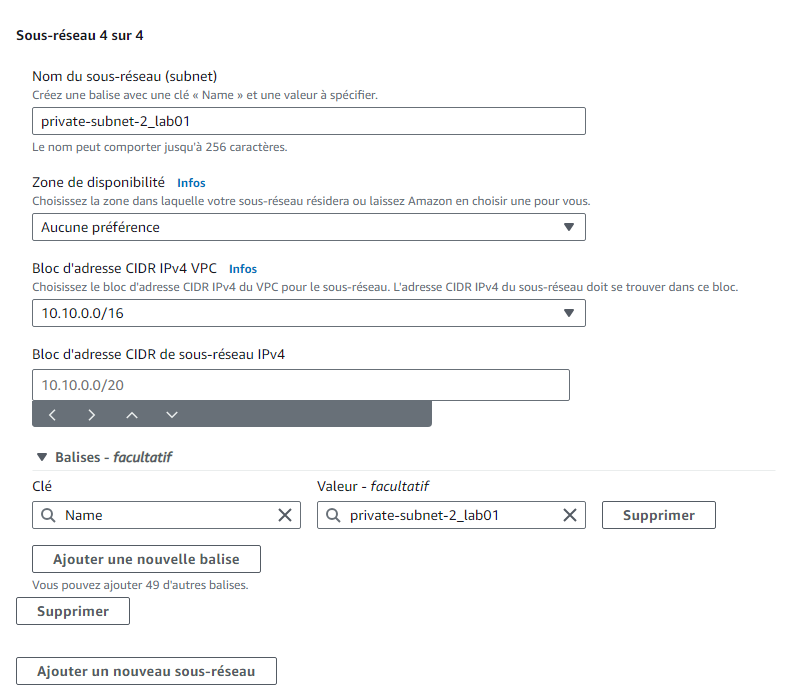 Sous-réseau 4 sur 4
Nom du sous-réseau (subnet)
Créez une balise avec une clé « Name » et une valeur à spécifier.
private-subnet-2_lab01
Le nom peut comporter jusqu'à 256 caractères.
Zone de disponibilité Infos
Choisissez la zone dans laquelle votre sous-réseau résidera ou laissez Amazon en choisir une pour vous.
Aucune préférence
Bloc d'adresse CIDR IPv4 VPC Infos
Choisissez le bloc d'adresse CIDR IPv4 du VPC pour le sous-réseau. L'adresse CIDR IPv4 du sous-réseau doit se trouver dans ce bloc.
10.10.0.0/16
Bloc d'adresse CIDR de sous-réseau IPv4
10.10.0.0/20
Balises - facultatif
Clé Valeur - facultatif
Name private-subnet-2_lab01 Supprimer
Ajouter une nouvelle balise
Vous pouvez ajouter 49 d'autres balises.
Supprimer
Ajouter un nouveau sous-réseau